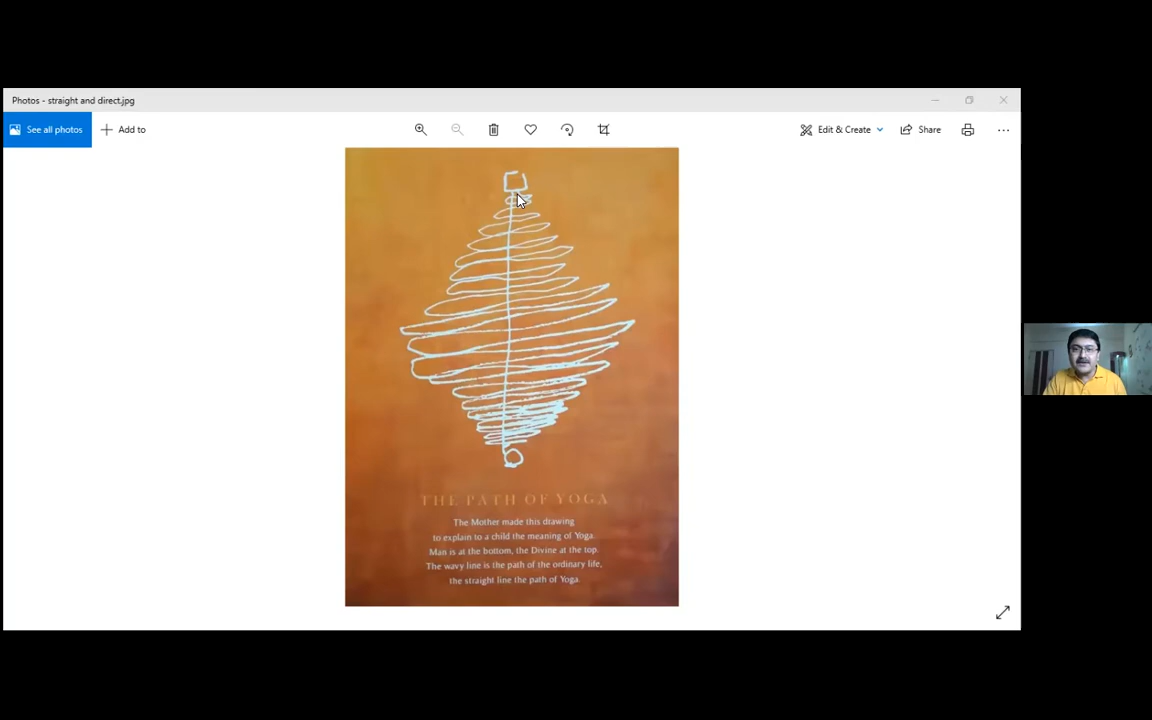 Photos - straight and direct.jpg
See all photos
Add to
Edit & Create
Share
THE PATH OF YOGA
The Mother made this drawing
to explain to a child the meaning of Yoga.
Man is at the bottom, the Divine at the top.
The wavy line is the path of the ordinary life,
the straight line the path of Yoga.